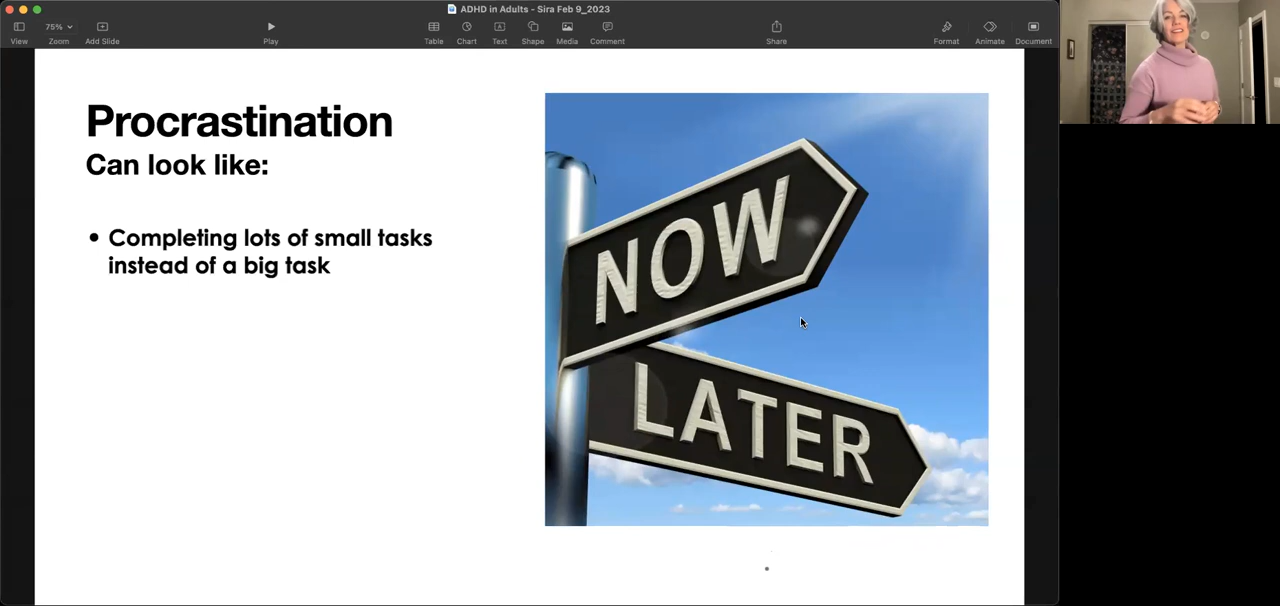 ADHD in Adults - Sira Feb 9_2023
75%
View
Zoom
Add Slide
Play
Table
Chart
Text
Shape
Media
Comment
Share
Format
Animate
Document
Procrastination
Can look like:
• Completing lots of small tasks
instead of a big task
NOW
LATER